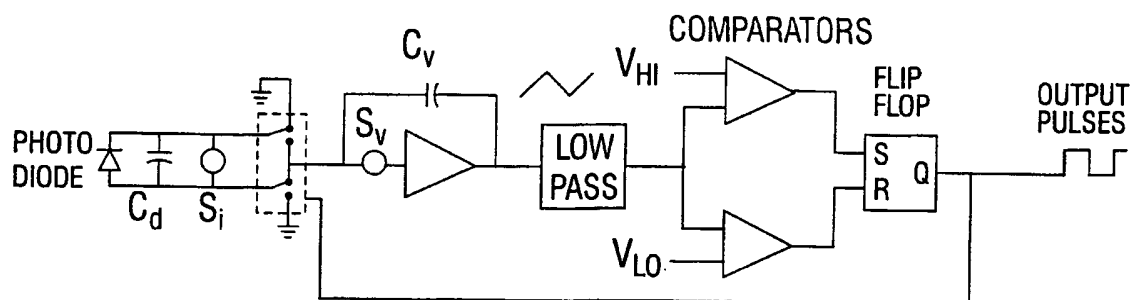 COMPARATORS
C_v
V_HI
FLIP
FLOP
OUTPUT
PULSES
PHOTO
DIODE
S_v
LOW
PASS
S
R
Q
C_d
S_i
V_LO